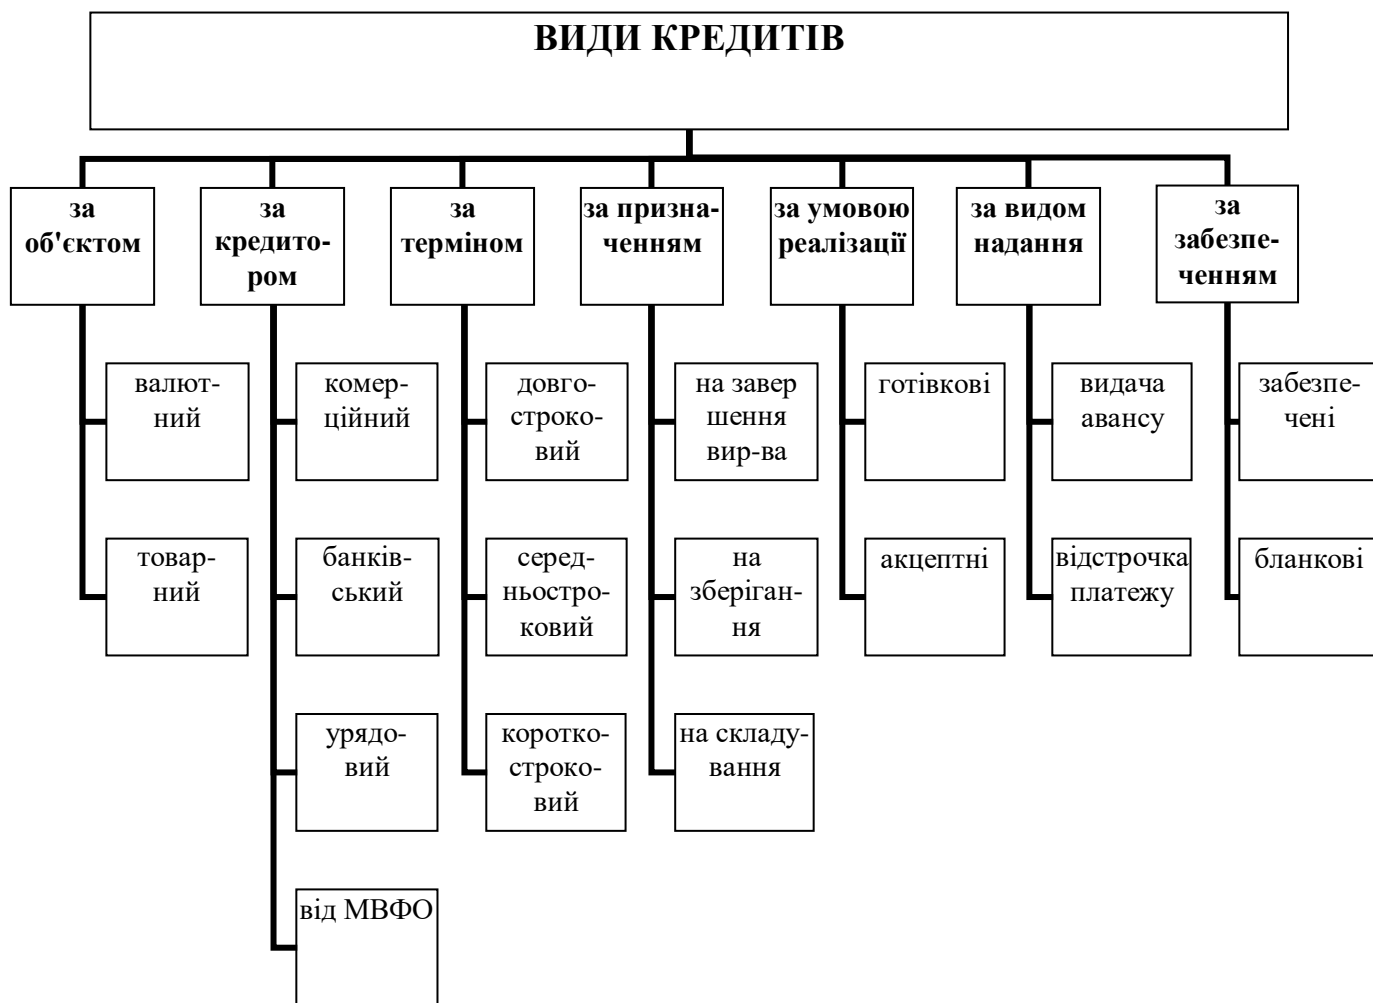 ВИДИ КРЕДИТІВ
за
об'єктом
за
кредито-
ром
за
терміном
за призна-
ченням
за умовою
реалізації
за видом
надання
за
забезпе-
ченням
валют-
ний
комер-
ційний
довго-
строко-
вий
на завер
шення
вир-ва
готівкові
видача
авансу
забезпе-
чені
товар-
ний
банків-
ський
серед-
ньостро-
ковий
на
зберіган-
ня
акцептні
відстрочка
платежу
бланкові
урядо-
вий
коротко-
строко-
вий
на складу-
вання
від МВФО